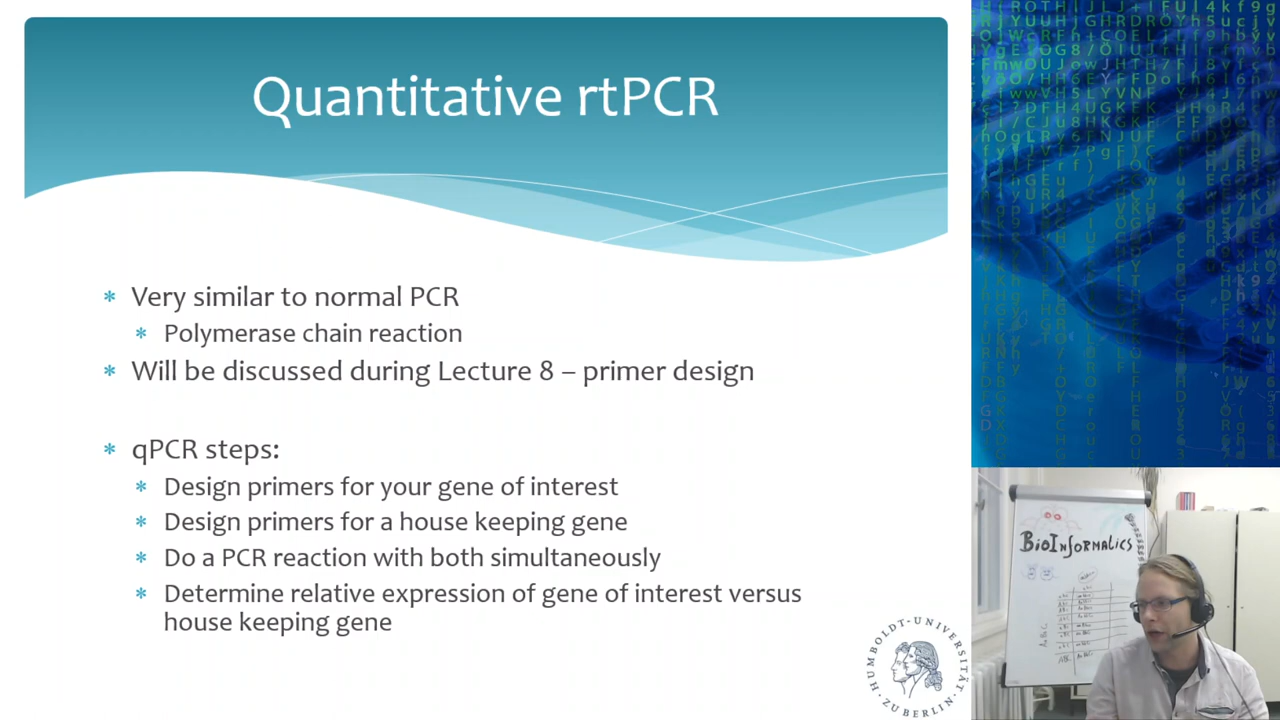 Quantitative rtPCR
Very similar to normal PCR
Polymerase chain reaction
Will be discussed during Lecture 8 – primer design
qPCR steps:
Design primers for your gene of interest
Design primers for a house keeping gene
Do a PCR reaction with both simultaneously
Determine relative expression of gene of interest versus
house keeping gene
HUMBOLDT-UNIVERSITÄT
ZU BERLIN
BioInformatics